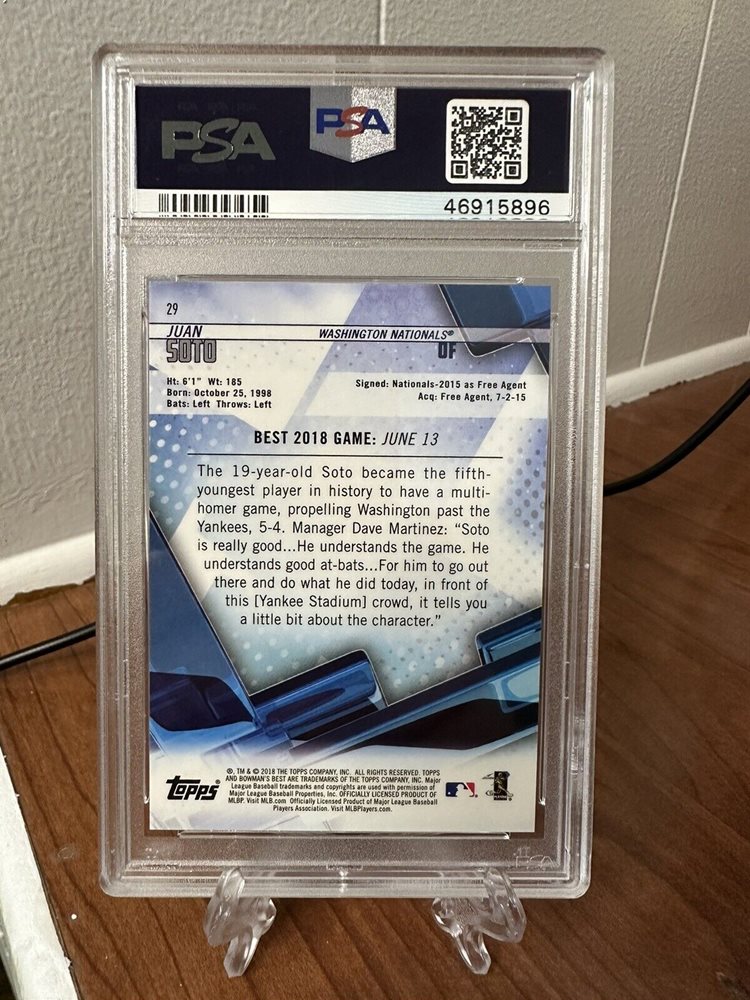 PSA
PSA
46915896
29
JUAN
SOTO
WASHINGTON NATIONALS®
OF
Ht: 6'1" Wt: 185
Born: October 25, 1998
Bats: Left Throws: Left
Signed: Nationals-2015 as Free Agent
Acq: Free Agent, 7-2-15
BEST 2018 GAME: JUNE 13
The 19-year-old Soto became the fifth-
youngest player in history to have a multi-
homer game, propelling Washington past the
Yankees, 5-4. Manager Dave Martinez: “Soto
is really good...He understands the game. He
understands good at-bats...For him to go out
there and do what he did today, in front of
this [Yankee Stadium] crowd, it tells you
a little bit about the character.”
Topps
®, TM & © 2018 THE TOPPS COMPANY, INC. ALL RIGHTS RESERVED. TOPPS
AND BOWMAN'S BEST ARE TRADEMARKS OF THE TOPPS COMPANY, INC. Major
League Baseball trademarks and copyrights are used with permission of
Major League Baseball Properties, Inc. OFFICIALLY LICENSED PRODUCT OF
MLBP. Visit MLB.com Officially Licensed Product of Major League Baseball
Players Association. Visit MLBPlayers.com.
PSA